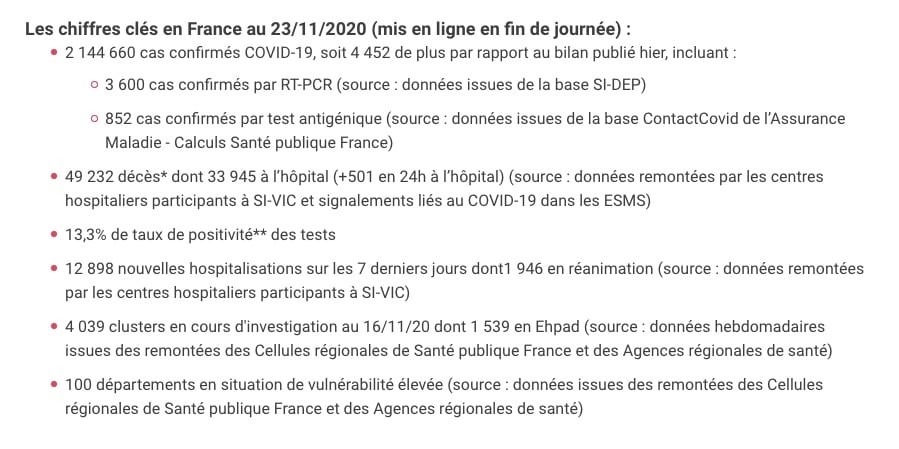 Les chiffres clés en France au 23/11/2020 (mis en ligne en fin de journée) :
2 144 660 cas confirmés COVID-19, soit 4 452 de plus par rapport au bilan publié hier, incluant :
3 600 cas confirmés par RT-PCR (source : données issues de la base SI-DEP)
852 cas confirmés par test antigénique (source : données issues de la base ContactCovid de l’Assurance
Maladie - Calculs Santé publique France)
49 232 décès* dont 33 945 à l’hôpital (+501 en 24h à l’hôpital) (source : données remontées par les centres
hospitaliers participants à SI-VIC et signalements liés au COVID-19 dans les ESMS)
13,3% de taux de positivité** des tests
12 898 nouvelles hospitalisations sur les 7 derniers jours dont1 946 en réanimation (source : données remontées
par les centres hospitaliers participants à SI-VIC)
4 039 clusters en cours d'investigation au 16/11/20 dont 1 539 en Ehpad (source : données hebdomadaires
issues des remontées des Cellules régionales de Santé publique France et des Agences régionales de santé)
100 départements en situation de vulnérabilité élevée (source : données issues des remontées des Cellules
régionales de Santé publique France et des Agences régionales de santé)